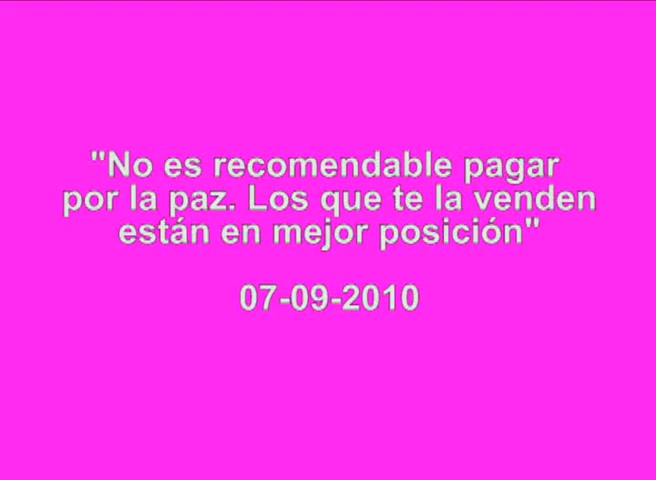 "No es recomendable pagar
por la paz. Los que te la venden
están en mejor posición"
07-09-2010